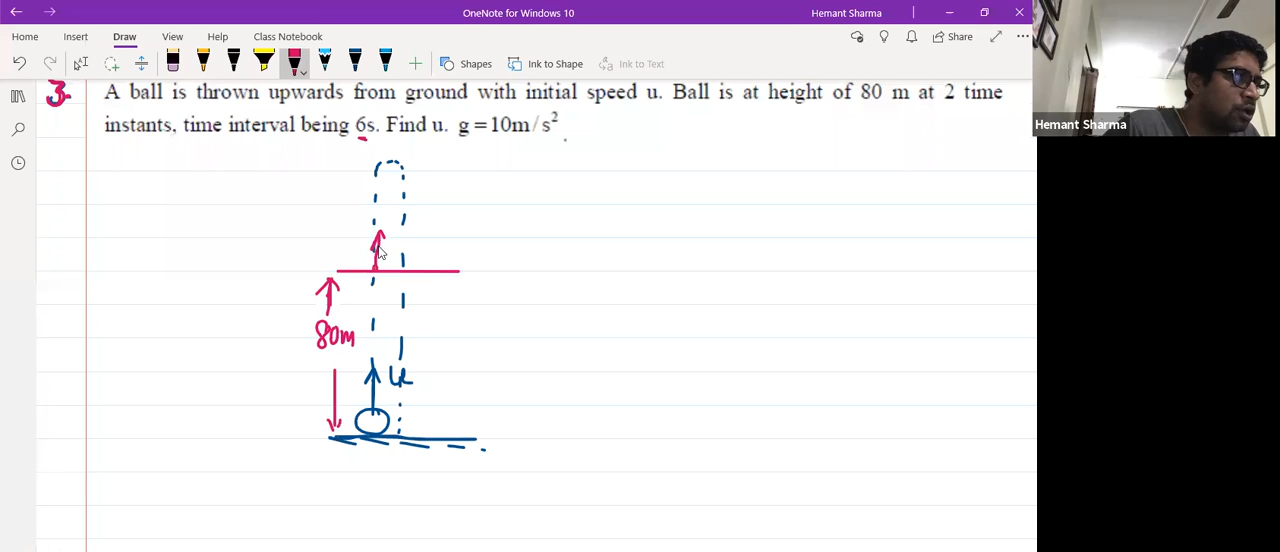 OneNote for Windows 10
Hemant Sharma
Home Insert Draw View Help Class Notebook
Share
Shapes Ink to Shape Ink to Text
3. A ball is thrown upwards from ground with initial speed u. Ball is at height of 80 m at 2 time
instants, time interval being 6s. Find u. g=10m/s²
80m
u
Hemant Sharma